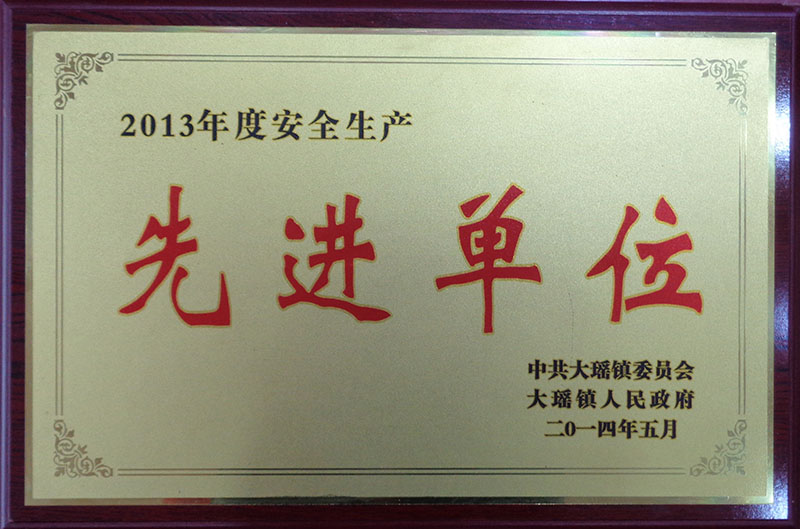 2013年度安全生产
先进单位
中共大瑶镇委员会
大瑶镇人民政府
二0一四年五月